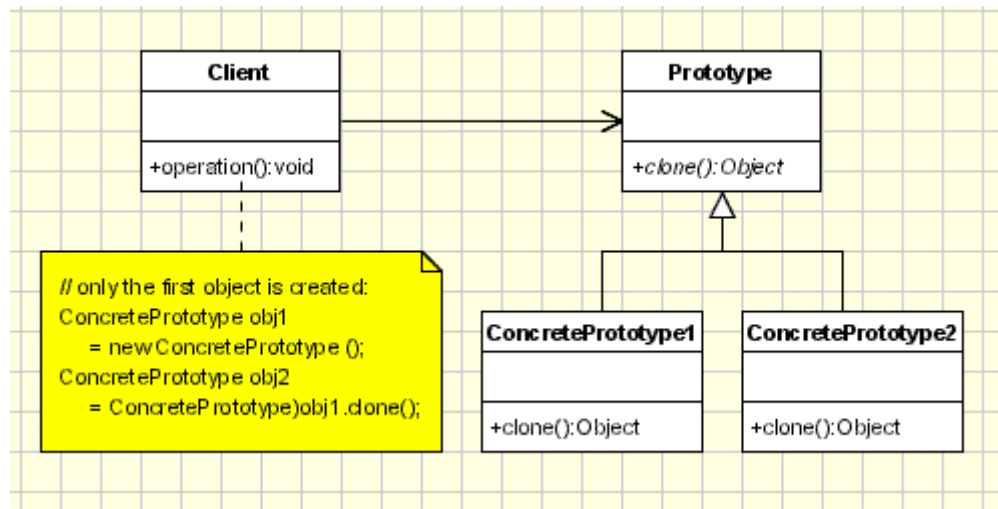 Client
+operation():void
Prototype
+clone():Object
// only the first object is created:
ConcretePrototype obj1
= new ConcretePrototype ();
ConcretePrototype obj2
= ConcretePrototype)obj1.clone();
ConcretePrototype1
+clone():Object
ConcretePrototype2
+clone():Object